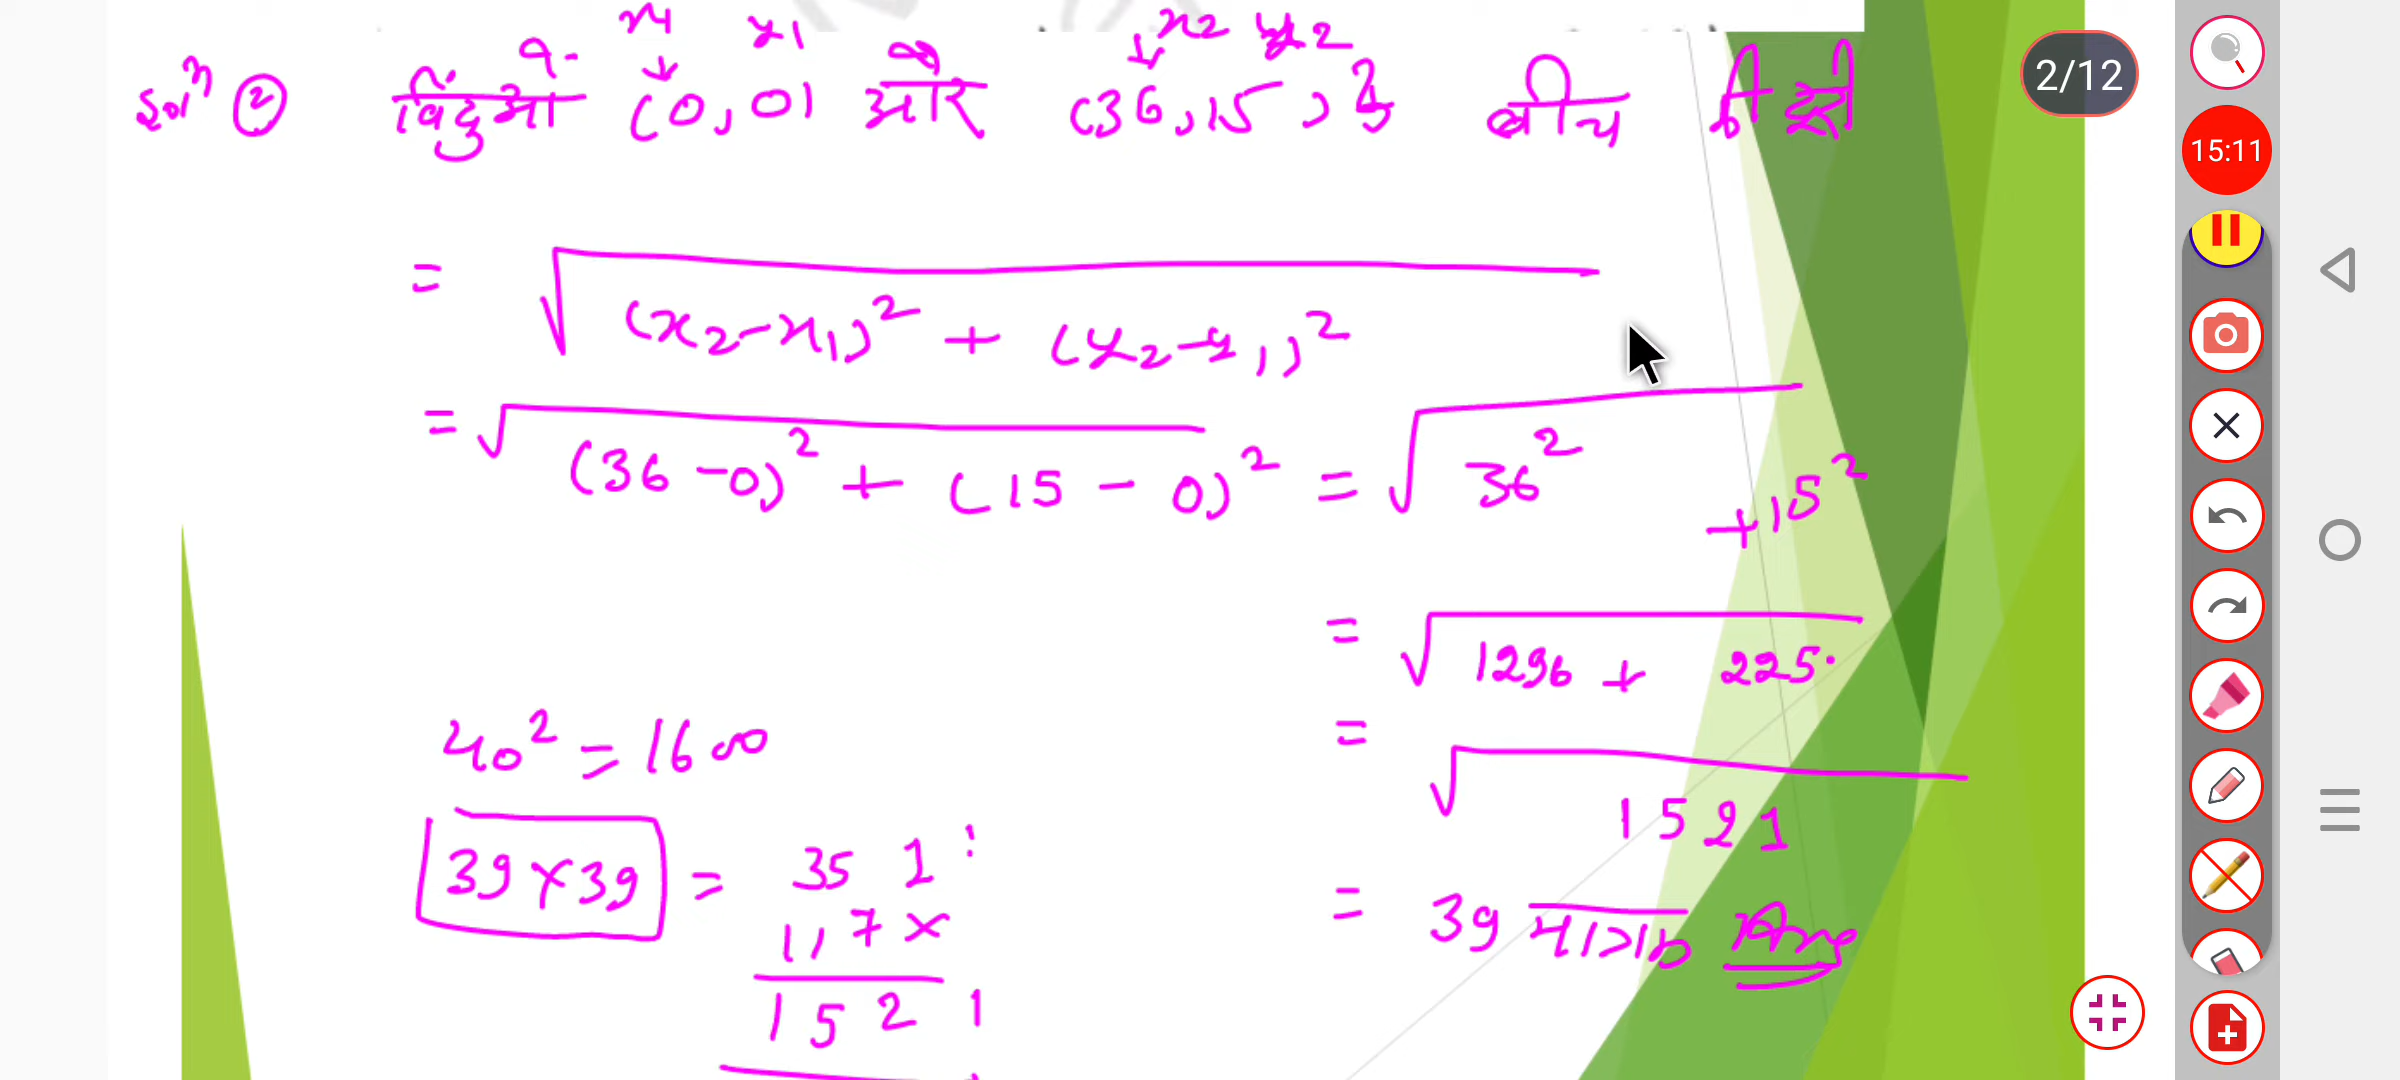 x1 y1 x2 y2
Solⁿ ② बिंदुओं (0,0) और (36,15) के बीच की दूरी
2/12
15:11
= √(x₂-x₁)² + (y₂-y₁)²
= √(36-0)² + (15-0)² = √36² +15²
= √1296 + 225
40² = 1600
= √1521
39×39 = 351
117×
1521
= 39 मात्रक Ans